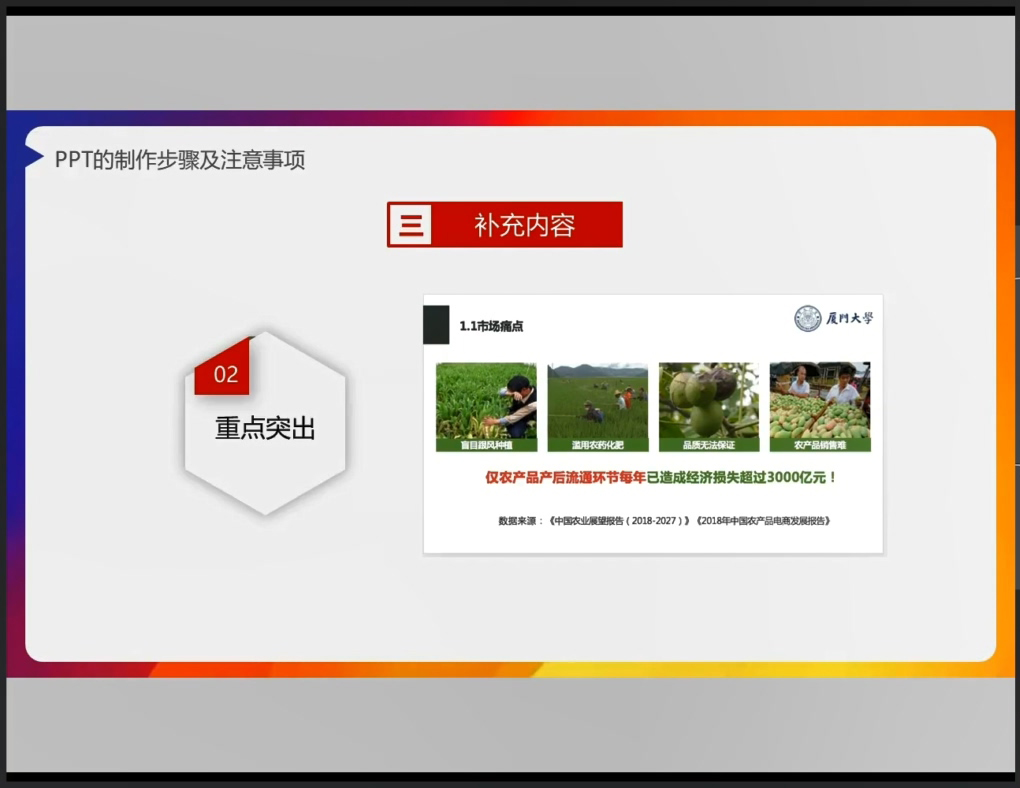 PPT的制作步骤及注意事项
三 补充内容
02
重点突出
1.1市场痛点
厦门大学
盲目跟风种植
滥用农药化肥
品质无法保证
农产品销售难
仅农产品产后流通环节每年已造成经济损失超过3000亿元！
数据来源：《中国农业展望报告（2018-2027）》《2018年中国农产品电商发展报告》